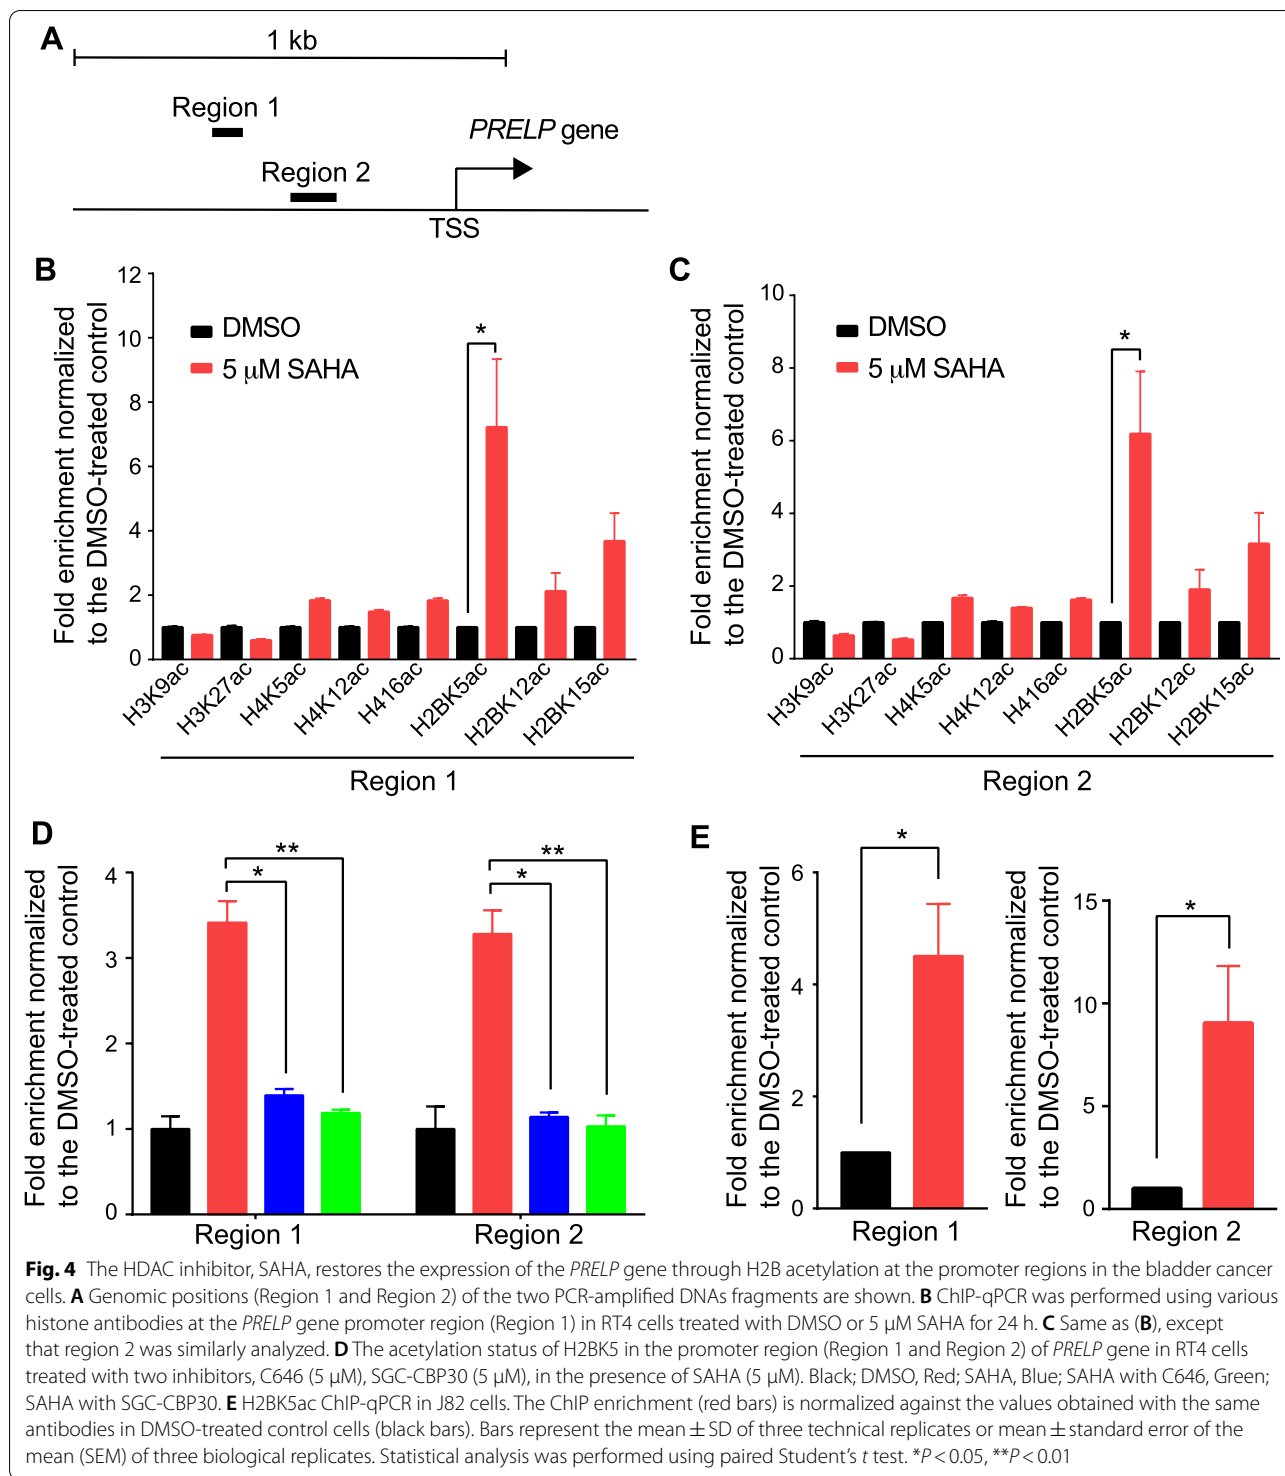 A
1 kb
Region 1
PRELP gene
Region 2
TSS
B
Fold enrichment normalized
to the DMSO-treated control
12
10
8
6
4
2
0
DMSO
5 μM SAHA
*
H3K9ac
H3K27ac
H4K5ac
H4K12ac
H416ac
H2BK5ac
H2BK12ac
H2BK15ac
Region 1
C
Fold enrichment normalized
to the DMSO-treated control
10
8
6
4
2
0
DMSO
5 μM SAHA
*
H3K9ac
H3K27ac
H4K5ac
H4K12ac
H416ac
H2BK5ac
H2BK12ac
H2BK15ac
Region 2
D
Fold enrichment normalized
to the DMSO-treated control
4
3
2
1
0
**
*
**
*
Region 1
Region 2
E
Fold enrichment normalized
to the DMSO-treated control
6
4
2
0
*
Region 1
Fold enrichment normalized
to the DMSO-treated control
15
10
5
0
*
Region 2
Fig. 4 The HDAC inhibitor, SAHA, restores the expression of the PRELP gene through H2B acetylation at the promoter regions in the bladder cancer
cells. A Genomic positions (Region 1 and Region 2) of the two PCR-amplified DNAs fragments are shown. B ChIP-qPCR was performed using various
histone antibodies at the PRELP gene promoter region (Region 1) in RT4 cells treated with DMSO or 5 µM SAHA for 24 h. C Same as (B), except
that region 2 was similarly analyzed. D The acetylation status of H2BK5 in the promoter region (Region 1 and Region 2) of PRELP gene in RT4 cells
treated with two inhibitors, C646 (5 µM), SGC-CBP30 (5 µM), in the presence of SAHA (5 µM). Black; DMSO, Red; SAHA, Blue; SAHA with C646, Green;
SAHA with SGC-CBP30. E H2BK5ac ChIP-qPCR in J82 cells. The ChIP enrichment (red bars) is normalized against the values obtained with the same
antibodies in DMSO-treated control cells (black bars). Bars represent the mean ± SD of three technical replicates or mean ± standard error of the
mean (SEM) of three biological replicates. Statistical analysis was performed using paired Student's t test. *P < 0.05, **P < 0.01